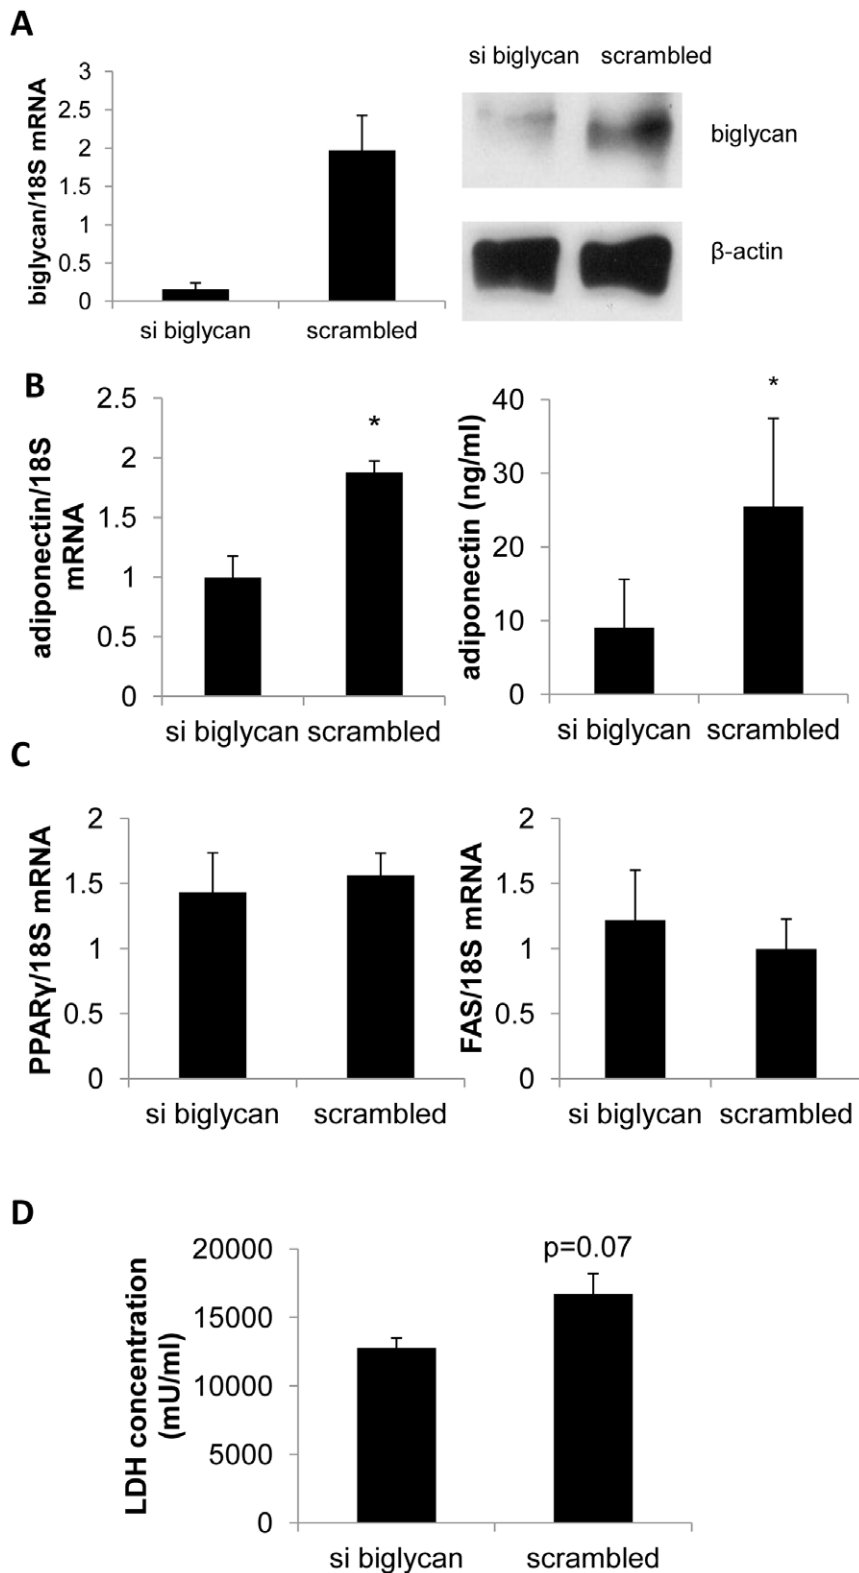 A
biglycan/18S mRNA
3
2.5
2
1.5
1
0.5
0
si biglycan scrambled
si biglycan scrambled
biglycan
β-actin
B
adiponectin/18S
mRNA
2.5
2
1.5
1
0.5
0
*
si biglycan scrambled
adiponectin (ng/ml)
40
30
20
10
0
*
si biglycan scrambled
C
PPARγ/18S mRNA
2
1.5
1
0.5
0
si biglycan scrambled
FAS/18S mRNA
2
1.5
1
0.5
0
si biglycan scrambled
D
LDH concentration
(mU/ml)
20000
15000
10000
5000
0
p=0.07
si biglycan scrambled